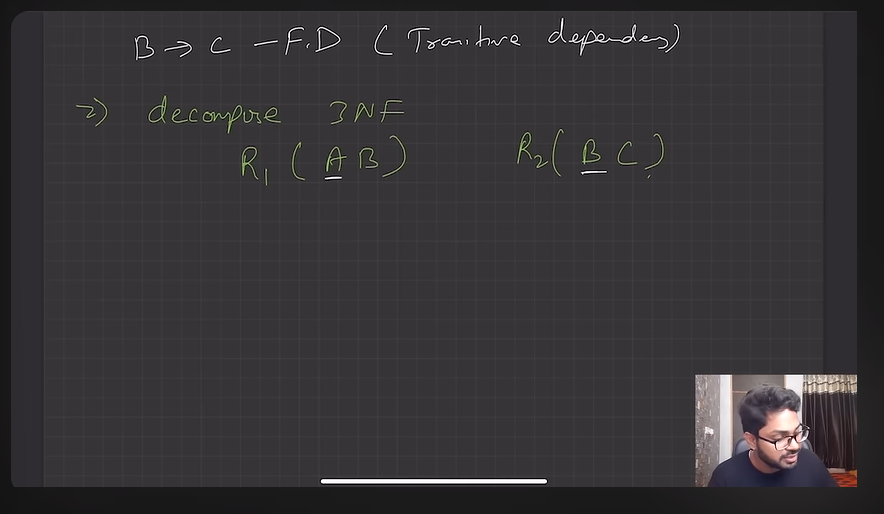 B → C – F.D (Transitive dependency)
2) decompose 3NF
R₁ ( A B ) R₂ ( B C )